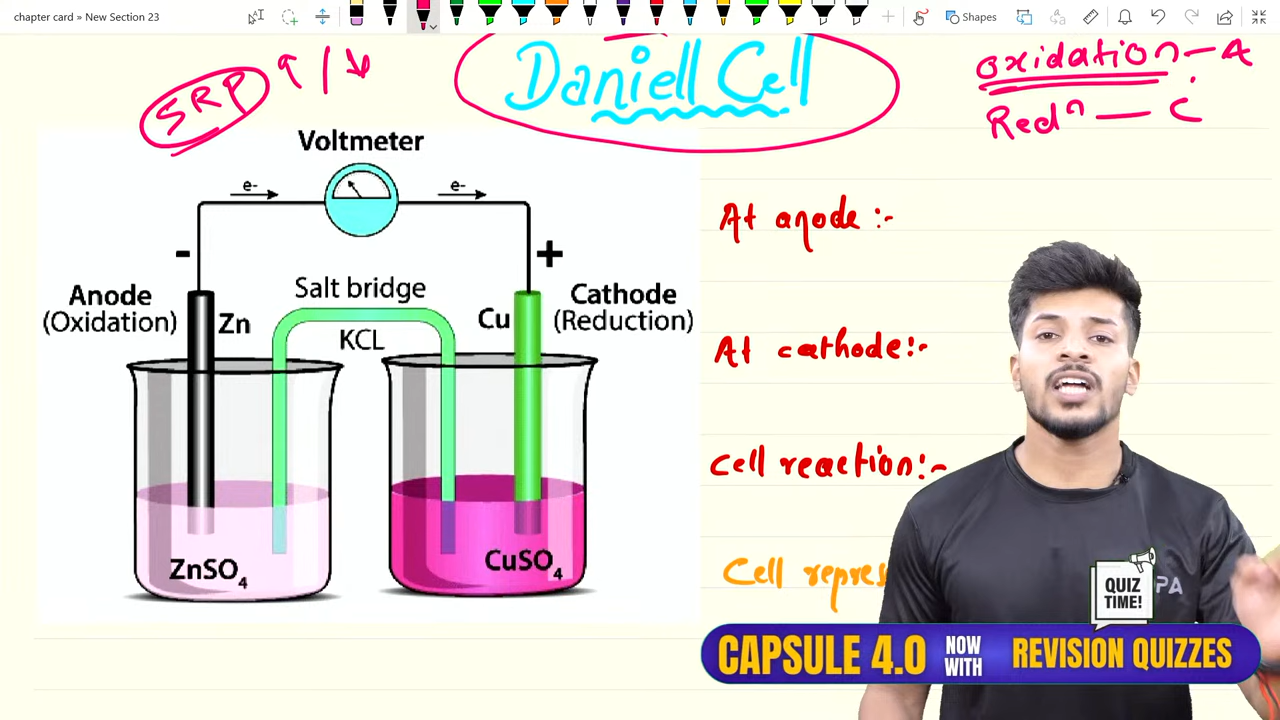 chapter card » New Section 23
Shapes
SRP ↑ / ↓
Daniell Cell
Oxidation — A
Redⁿ — C
Voltmeter
e-
e-
-
+
Anode
(Oxidation)
Zn
Salt bridge
KCL
Cu
Cathode
(Reduction)
ZnSO4
CuSO4
At anode :-
At cathode:-
Cell reaction:-
Cell repres
QUIZ
TIME!
PA
CAPSULE 4.0 NOW WITH REVISION QUIZZES